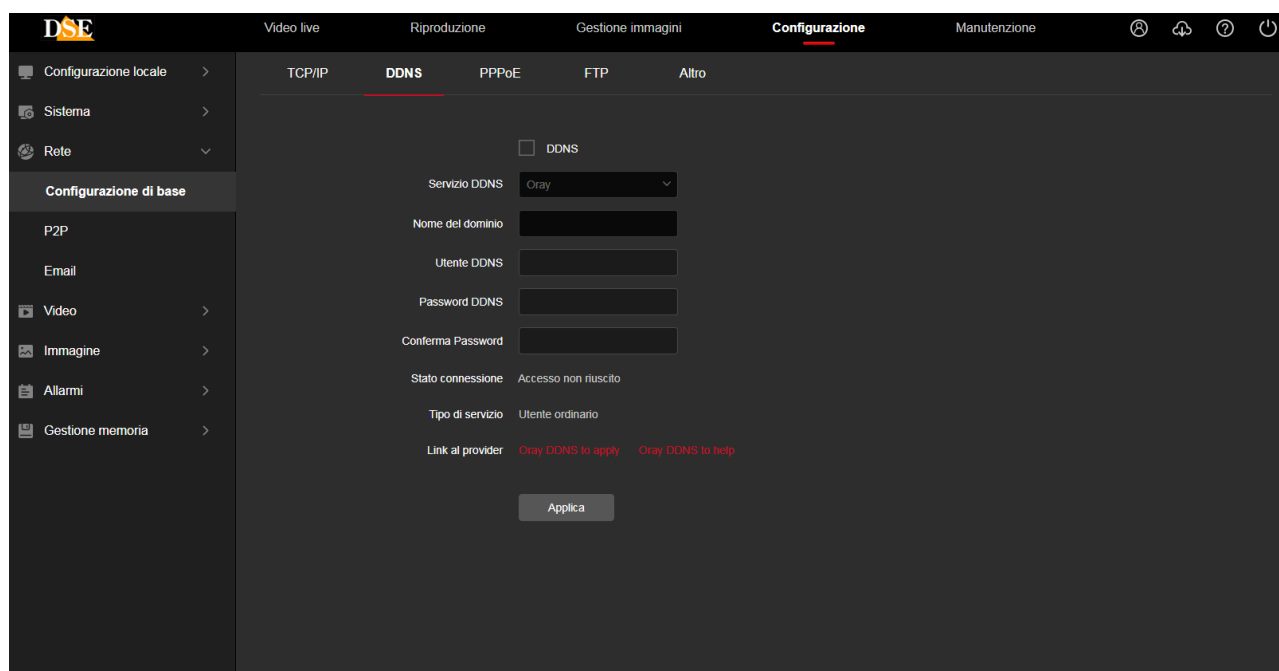 DSE
Video live
Riproduzione
Gestione immagini
Configurazione
Manutenzione
Configurazione locale
Sistema
Rete
Configurazione di base
P2P
Email
Video
Immagine
Allarmi
Gestione memoria
TCP/IP
DDNS
PPPoE
FTP
Altro
DDNS
Servizio DDNS Oray
Nome del dominio
Utente DDNS
Password DDNS
Conferma Password
Stato connessione Accesso non riuscito
Tipo di servizio Utente ordinario
Link al provider Oray DDNS to apply Oray DDNS to help
Applica